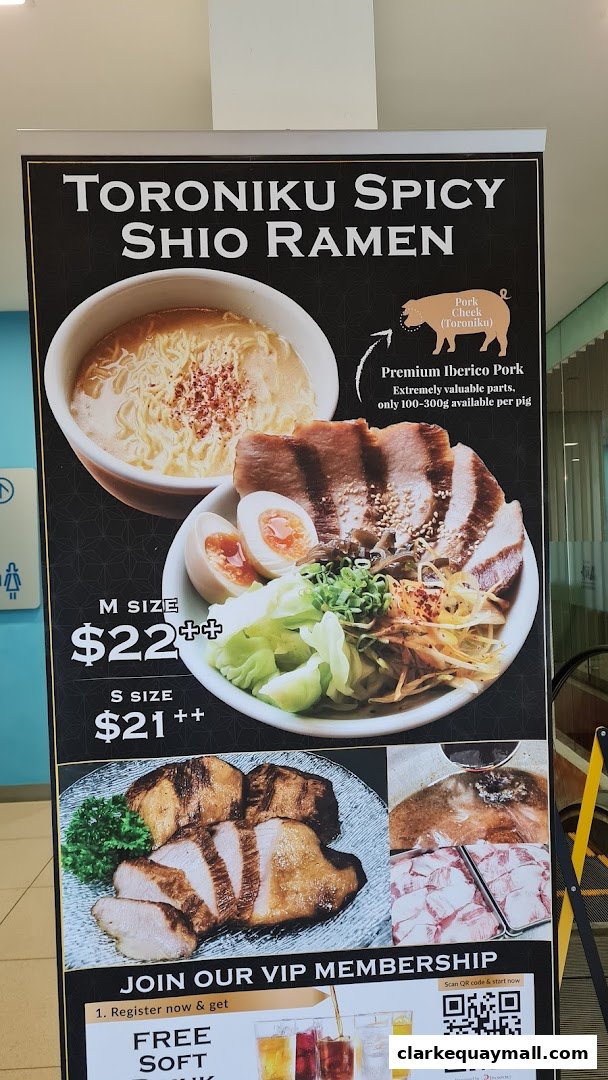 TORONIKU SPICY
SHIO RAMEN
Pork
Cheek
(Toroniku)
Premium Iberico Pork
Extremely valuable parts,
only 100-300g available per pig
M SIZE
$22++
S SIZE
$21++
JOIN OUR VIP MEMBERSHIP
1. Register now & get
Scan QR code & start now
FREE
SOFT
clarkequaymall.com